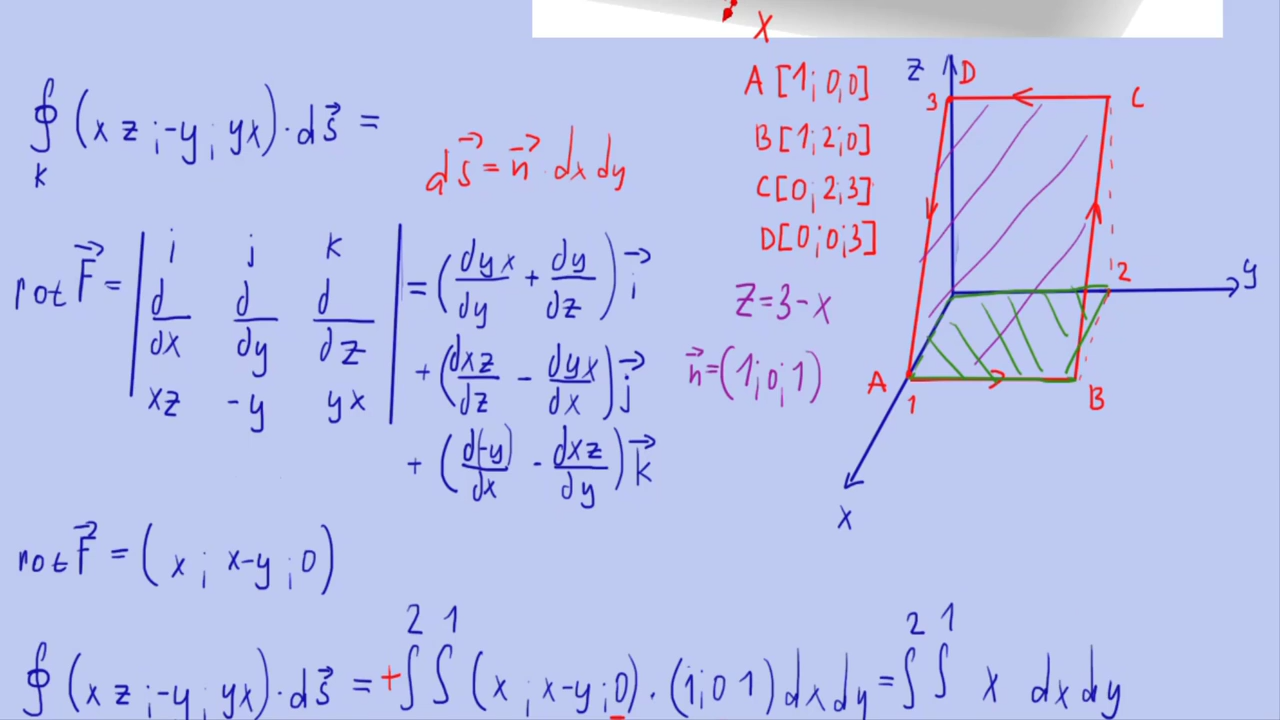 x
∮ₖ (xz ; -y ; yx)·ds⃗ =
ds⃗ = n⃗ · dx dy
rot F⃗ = | i j k |
| d/dx d/dy d/dz |
| xz -y yx |
= (dyx/dy + dy/dz) i⃗
+ (dxz/dz - dyx/dx) j⃗
+ (d(-y)/dx - dxz/dy) k⃗
A [1; 0; 0]
B [1; 2; 0]
C [0; 2; 3]
D [0; 0; 3]
z = 3 - x
n⃗ = (1; 0; 1)
z D
3 C
2 y
A B
1
x
rot F⃗ = (x ; x-y ; 0)
∮ (xz ; -y ; yx)·ds⃗ = +∫² ∫¹ (x ; x-y ; 0)·(1; 0 1) dx dy = ∫² ∫¹ x dx dy